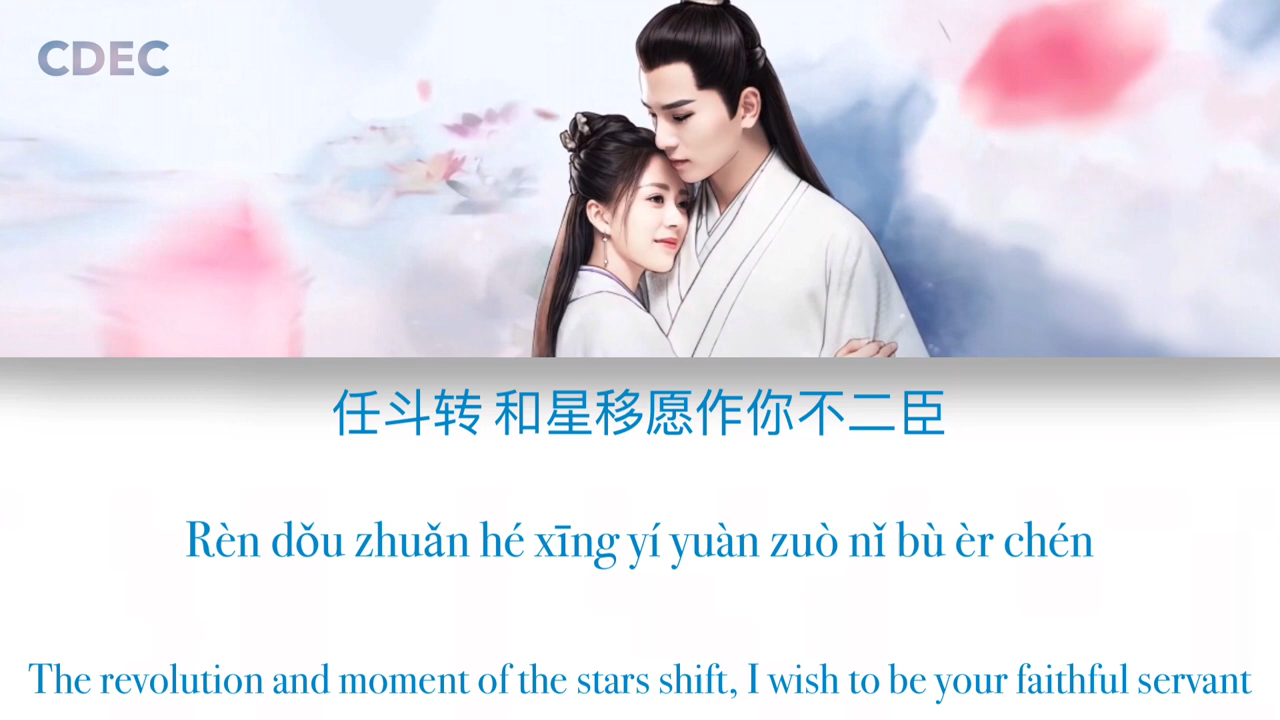 CDEC
任斗转 和星移愿作你不二臣
Rèn dǒu zhuǎn hé xīng yí yuàn zuò nǐ bù èr chén
The revolution and moment of the stars shift, I wish to be your faithful servant